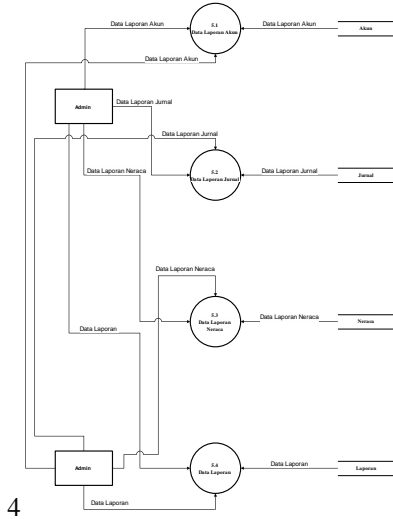 Data Laporan Akun
5.1
Data Laporan Akun
Data Laporan Akun
Akun
Data Laporan Akun
Admin
Data Laporan Jurnal
Data Laporan Jurnal
Data Laporan Neraca
5.2
Data Laporan Jurnal
Data Laporan Jurnal
Jurnal
Data Laporan Neraca
5.3
Data Laporan
Neraca
Data Laporan Neraca
Neraca
Data Laporan
Admin
5.4
Data Laporan
Data Laporan
Laporan
Data Laporan
4